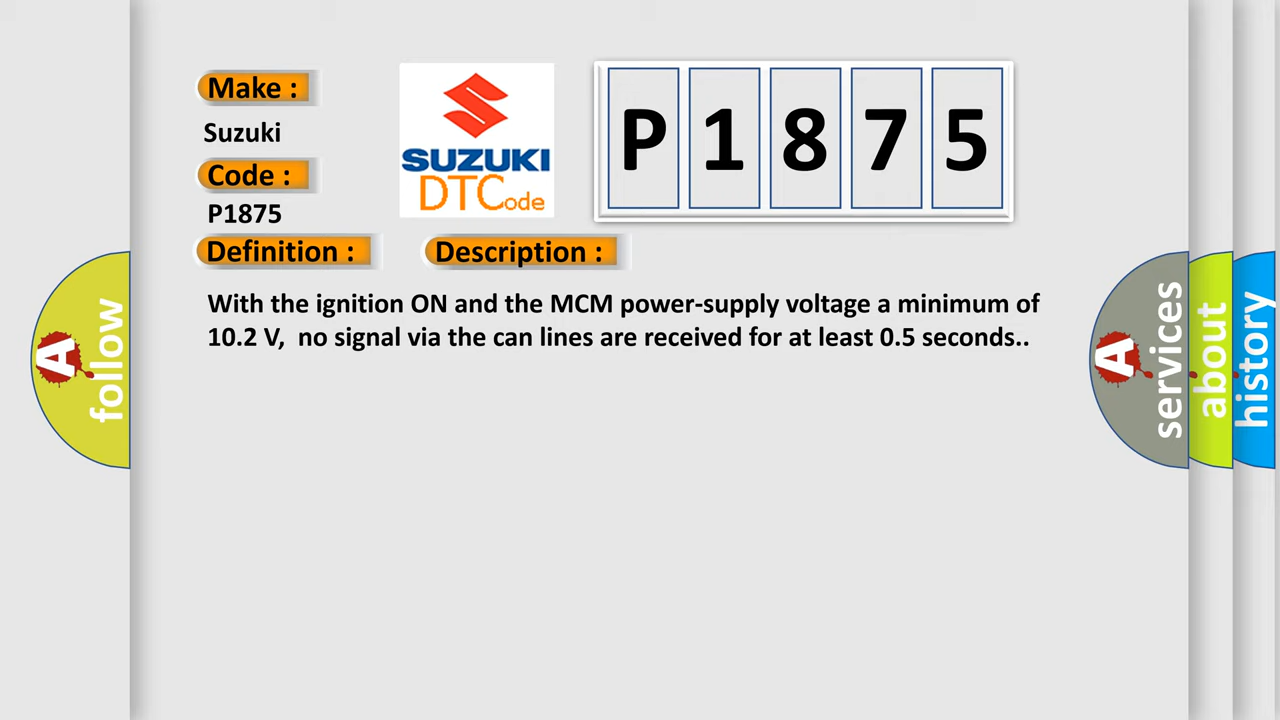 Make :
Suzuki
Code :
P1875
SUZUKI
DTCode
P 1 8 7 5
Definition :
Description :
With the ignition ON and the MCM power-supply voltage a minimum of
10.2 V,  no signal via the can lines are received for at least 0.5 seconds..
A
follow
A
services
about
history